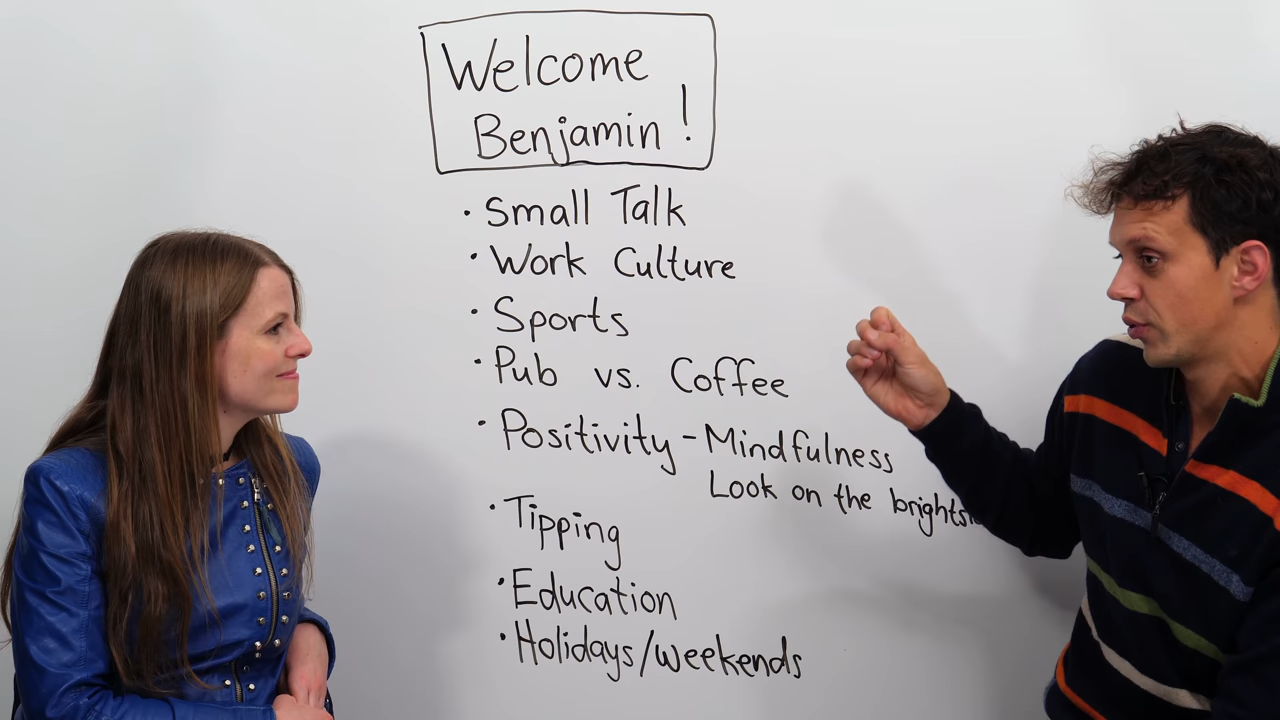 Welcome
Benjamin!
· Small Talk
· Work Culture
· Sports
· Pub vs. Coffee
· Positivity - Mindfulness
Look on the
· Tipping
· Education
· Holidays/weekends